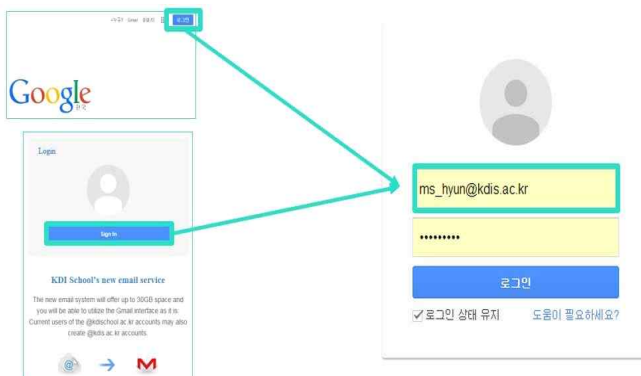 로그인
Google
한국
Login
Sign In
KDI School's new email service
The new email system will offer up to 30GB space and
you will be able to utilize the Gmail interface as it is.
Current users of the @kdischool.ac.kr accounts may also
create @kdis.ac.kr accounts.
ms_hyun@kdis.ac.kr
•••••••••
로그인
로그인 상태 유지
도움이 필요하세요?